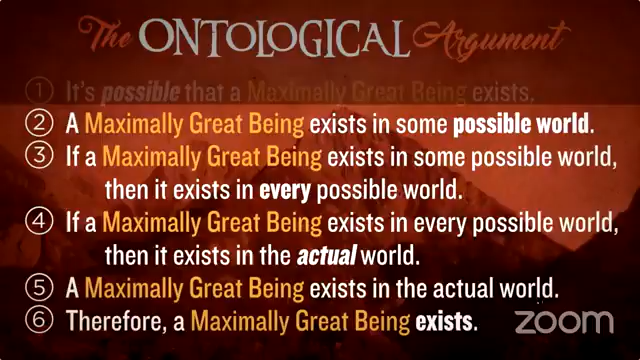 The ONTOLOGICAL Argument
① It's possible that a Maximally Great Being exists.
② A Maximally Great Being exists in some possible world.
③ If a Maximally Great Being exists in some possible world,
then it exists in every possible world.
④ If a Maximally Great Being exists in every possible world,
then it exists in the actual world.
⑤ A Maximally Great Being exists in the actual world.
⑥ Therefore, a Maximally Great Being exists.
zoom